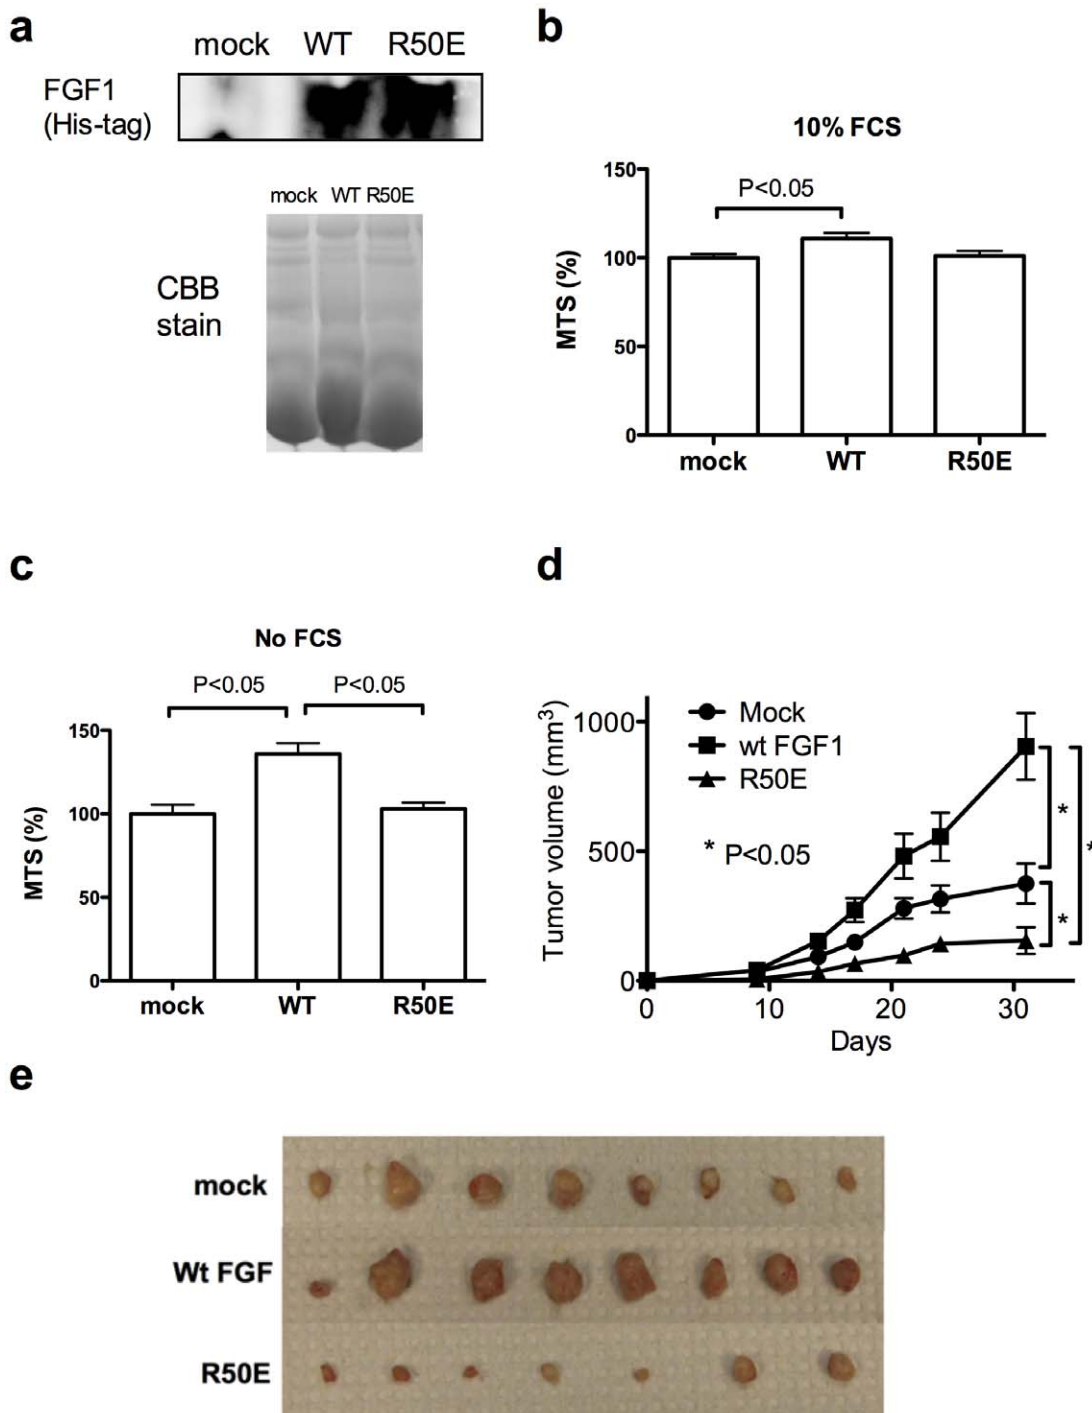 a
mock WT R50E
FGF1
(His-tag)
mock WT R50E
CBB
stain
b
10% FCS
P<0.05
150
100
50
0
MTS (%)
mock WT R50E
c
No FCS
P<0.05 P<0.05
150
100
50
0
MTS (%)
mock WT R50E
d
Mock
wt FGF1
R50E
* P<0.05
1000
500
0
Tumor volume (mm³)
*
*
*
0 10 20 30
Days
e
mock
Wt FGF
R50E